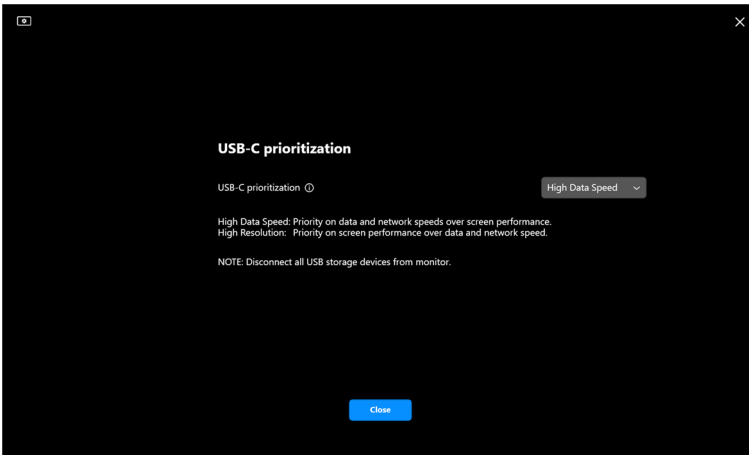 USB-C prioritization
USB-C prioritization
High Data Speed
High Data Speed: Priority on data and network speeds over screen performance.
High Resolution: Priority on screen performance over data and network speed.
NOTE: Disconnect all USB storage devices from monitor.
Close